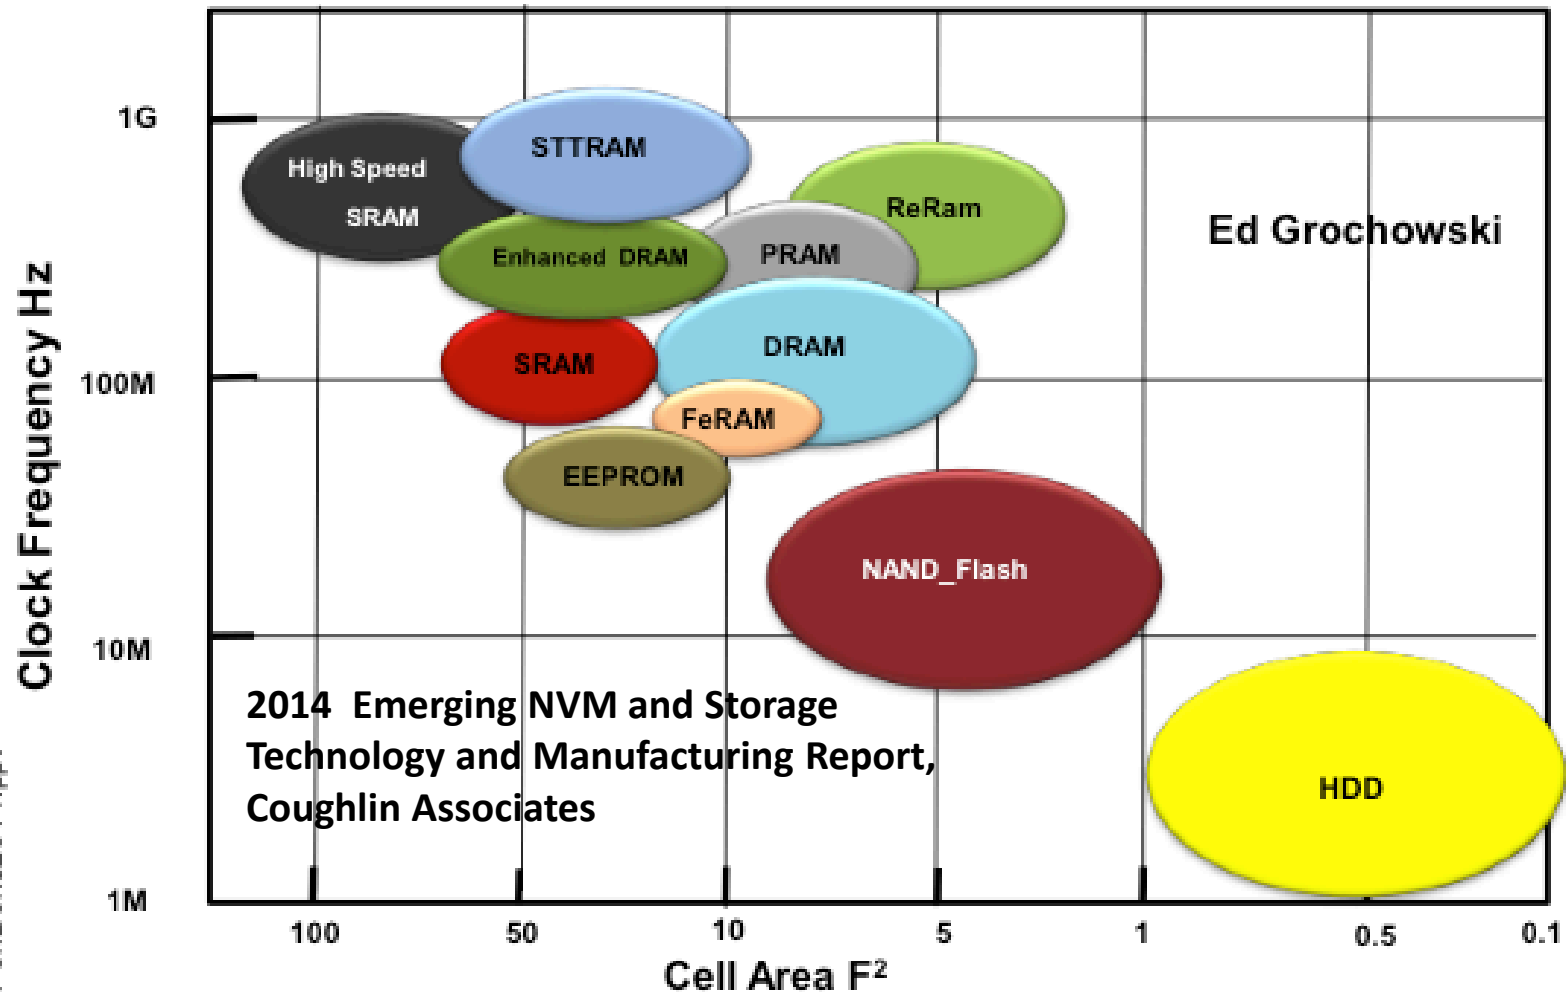 1G
STTRAM
High Speed
SRAM
ReRam
Ed Grochowski
Enhanced DRAM
PRAM
DRAM
SRAM
100M
FeRAM
EEPROM
NAND_Flash
10M
2014 Emerging NVM and Storage
Technology and Manufacturing Report,
Coughlin Associates
HDD
1M
100 50 10 5 1 0.5 0.1
Cell Area F²
Clock Frequency Hz